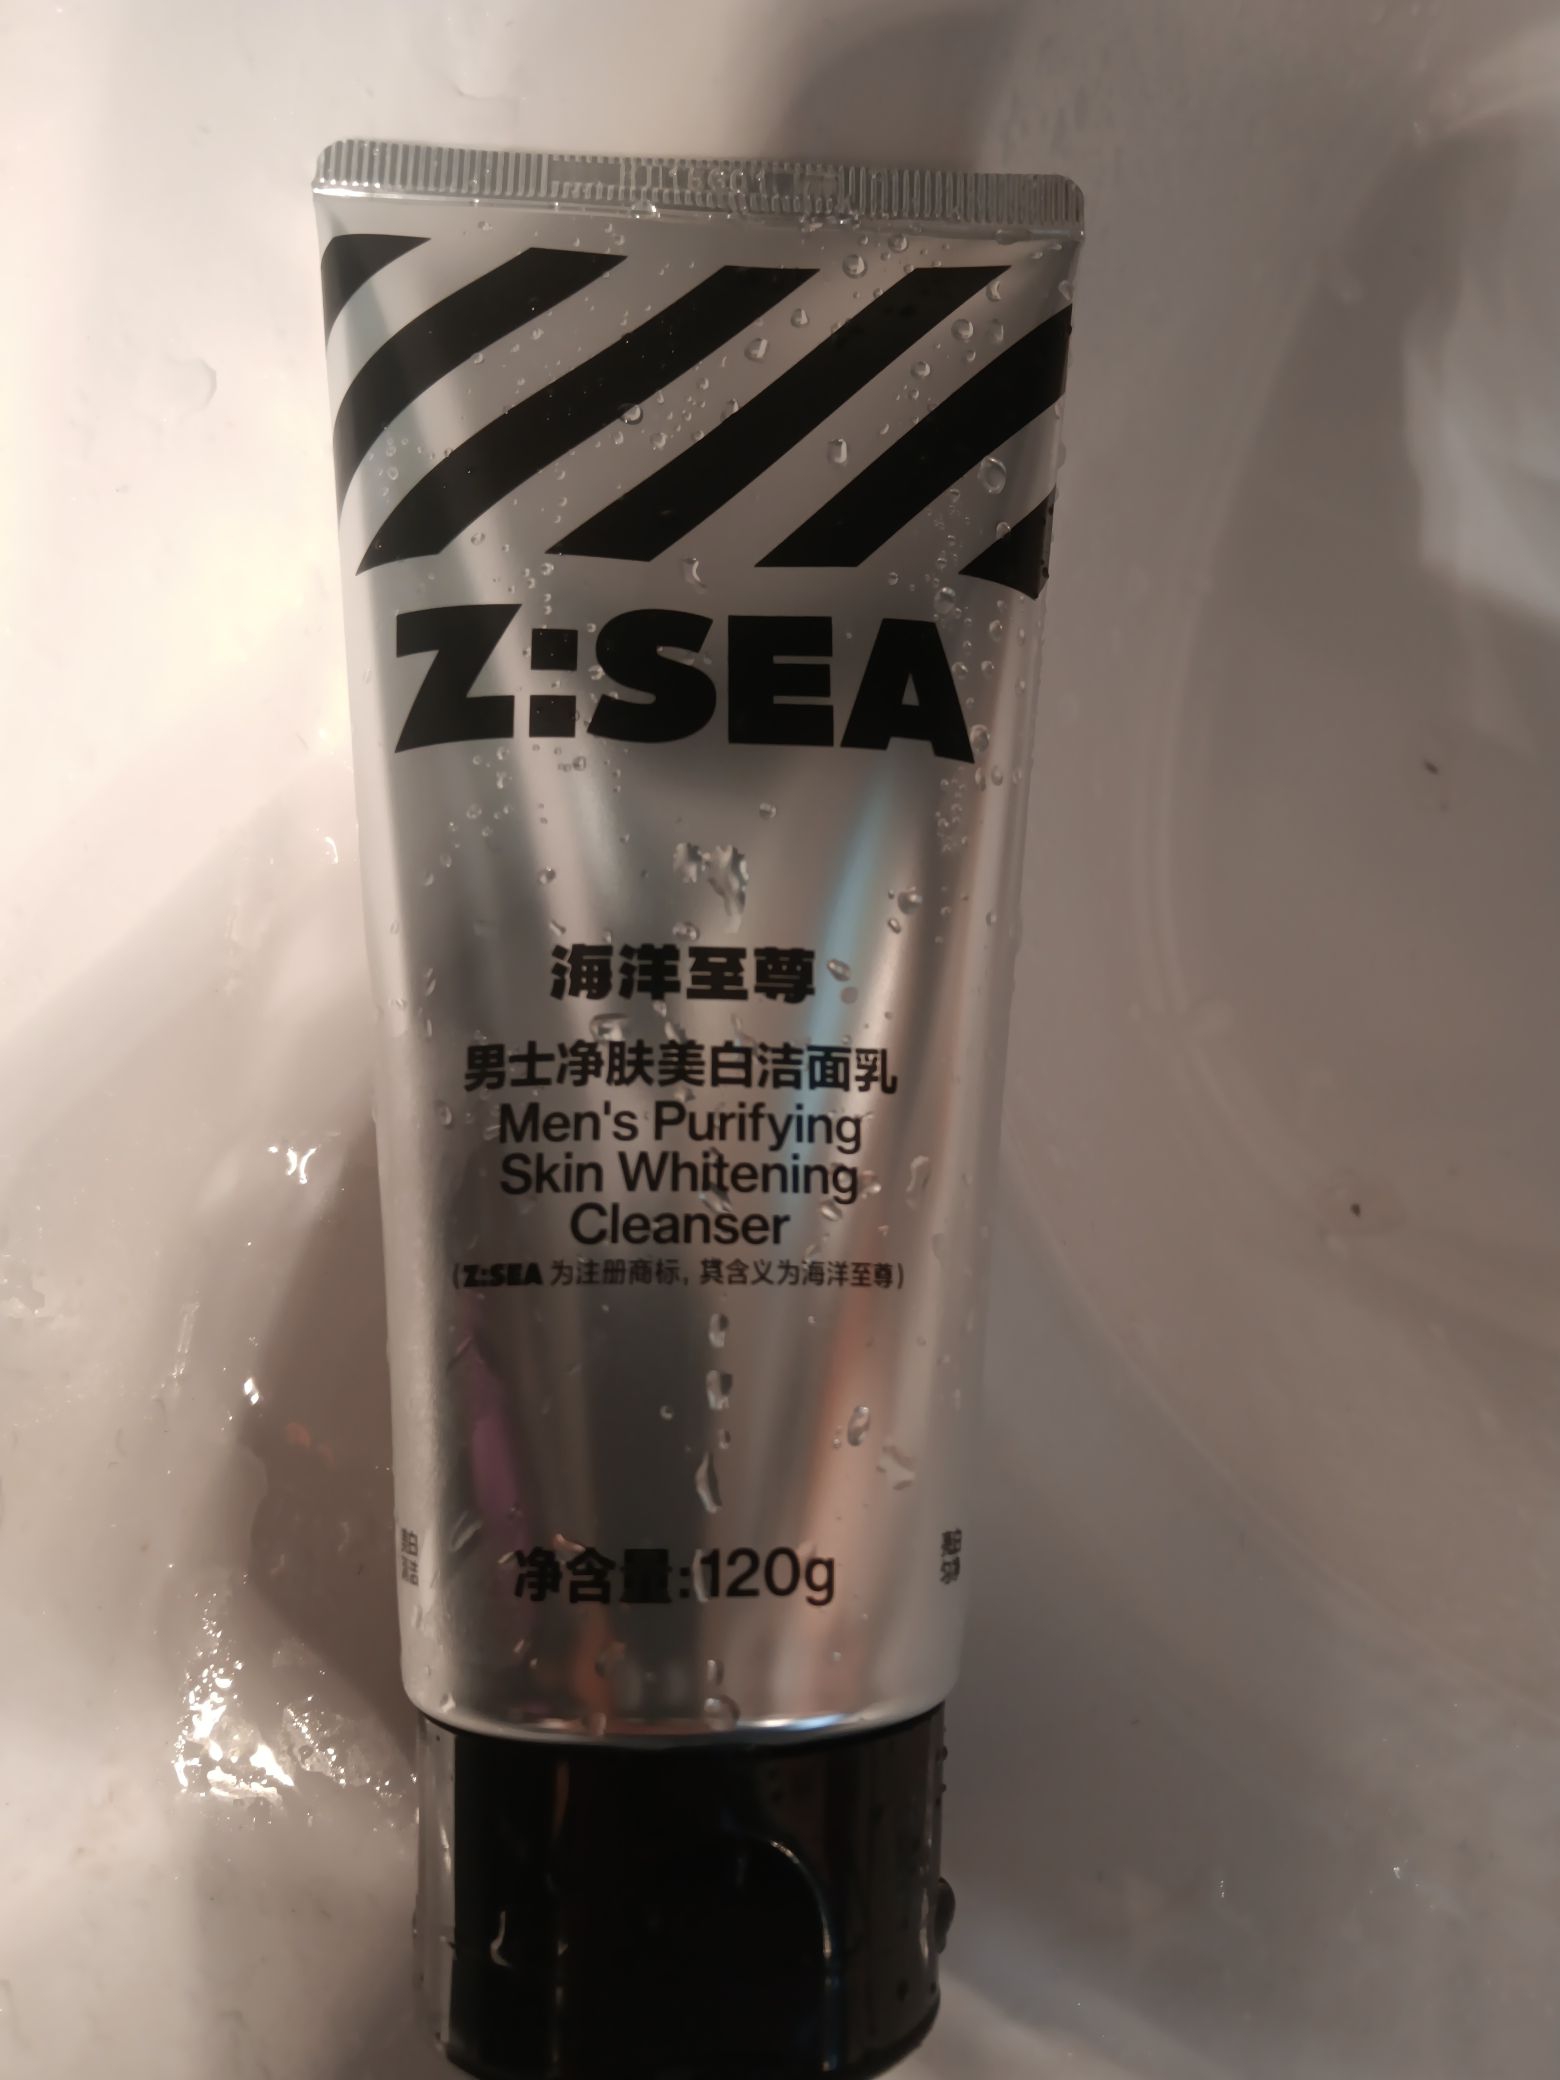 Z:SEA
海洋至尊
男士净肤美白洁面乳
Men's Purifying
Skin Whitening
Cleanser
(Z:SEA 为注册商标, 其含义为海洋至尊)
净含量:120g